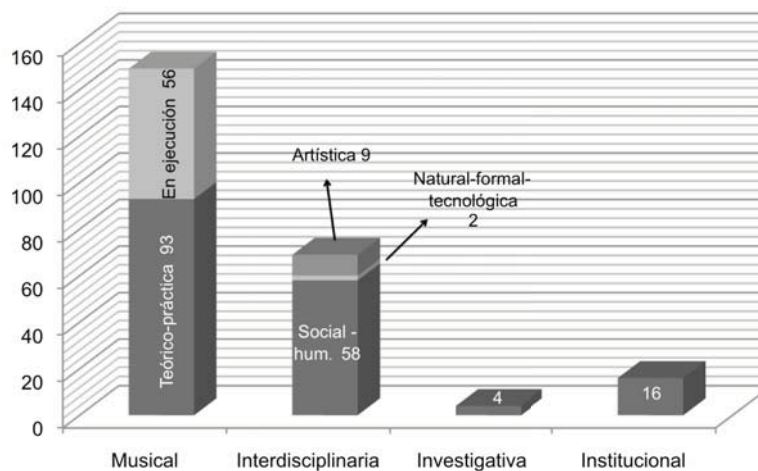 160
140
120
100
80
60
40
20
0
En ejecución 56
Teórico-práctica 93
Artística 9
Natural-formal-
tecnológica
2
Social -
hum. 58
4
16
Musical
Interdisciplinaria
Investigativa
Institucional